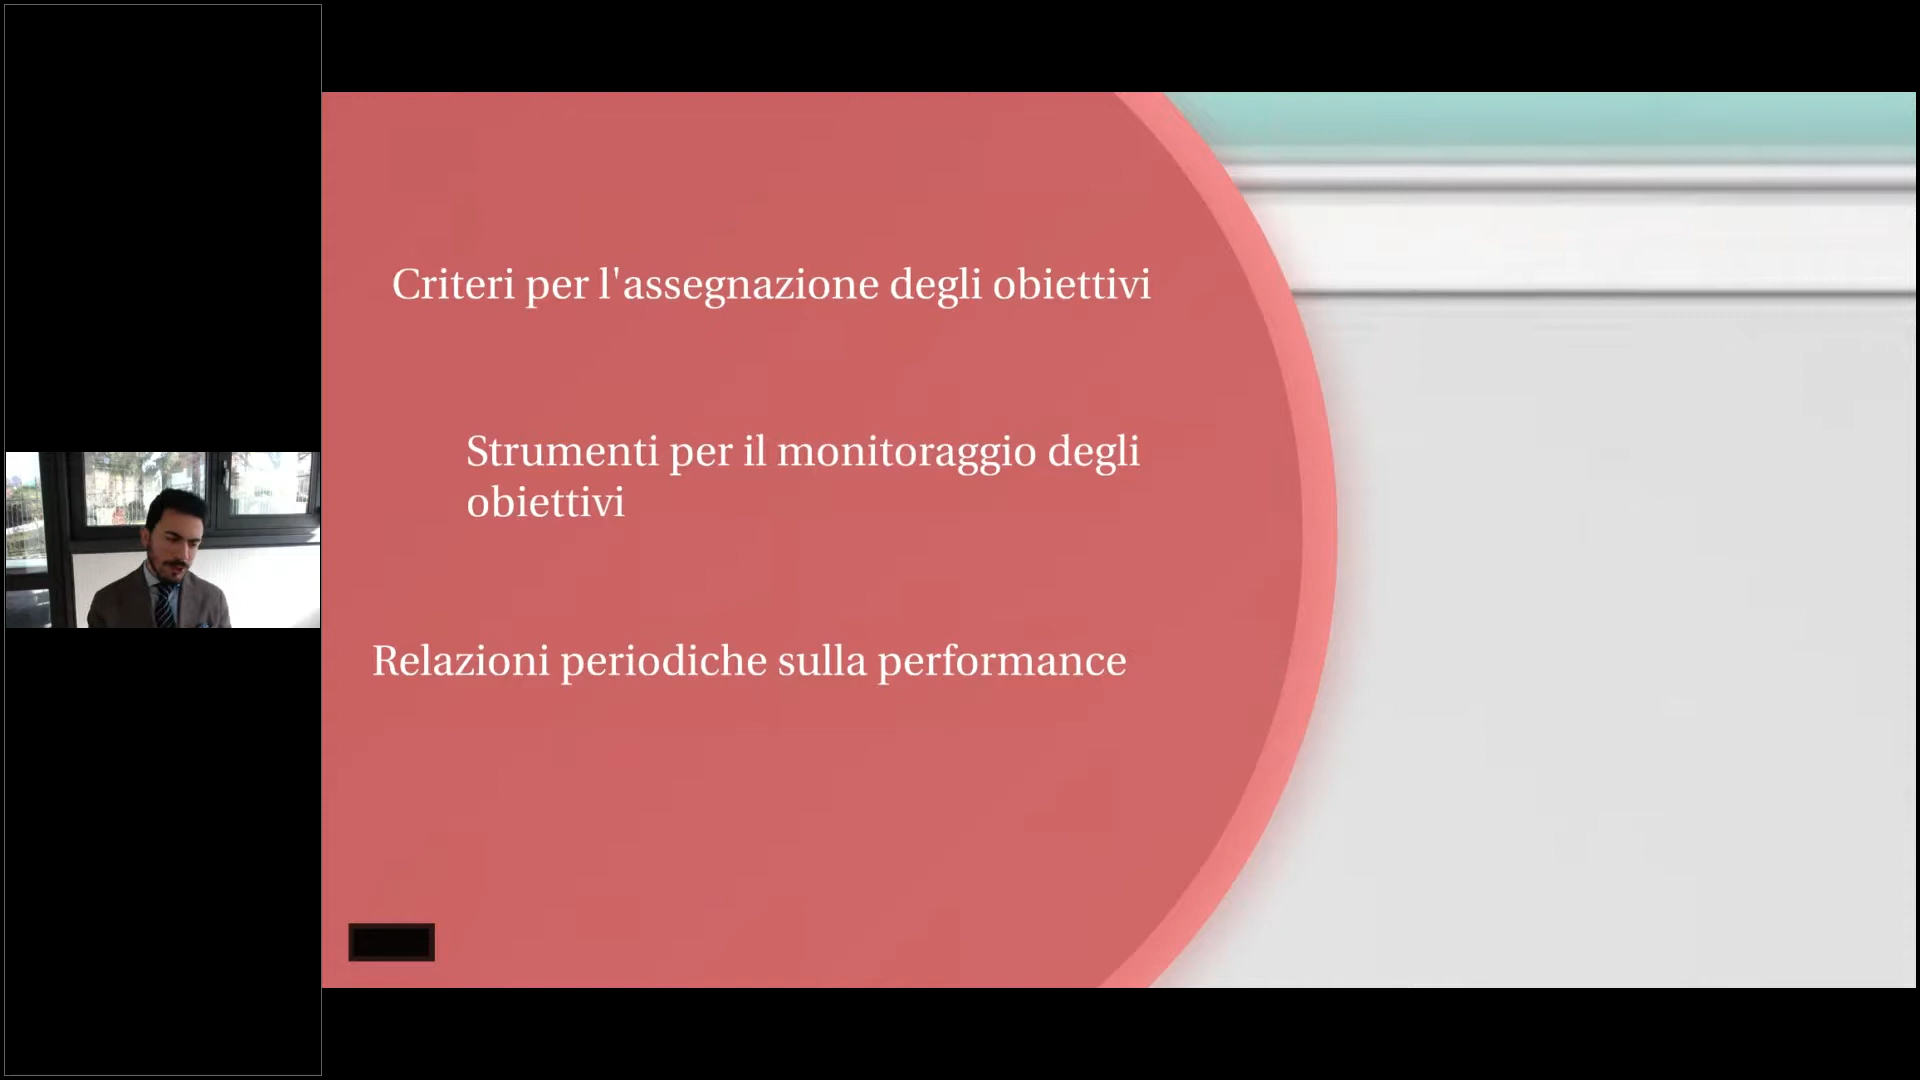 Criteri per l'assegnazione degli obiettivi
Strumenti per il monitoraggio degli
obiettivi
Relazioni periodiche sulla performance